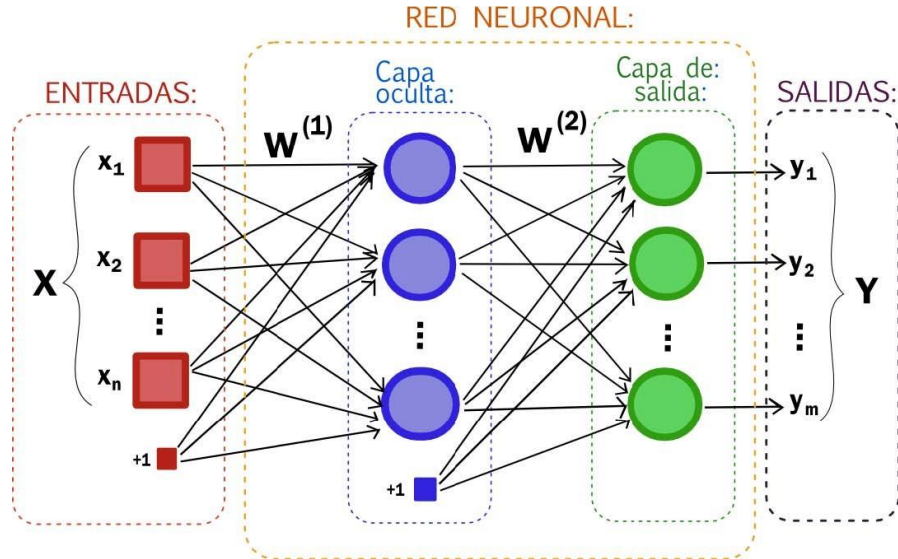 RED NEURONAL:
ENTRADAS:
Capa
oculta:
Capa de:
salida:
SALIDAS:
W(1)
W(2)
X
x1
x2
xn
+1
+1
y1
y2
ym
Y